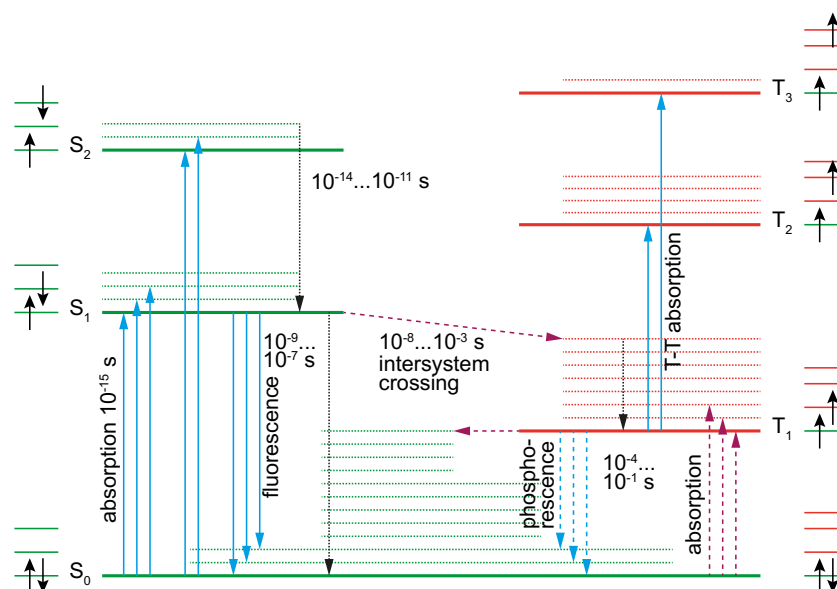 T₃
S₂
10⁻¹⁴...10⁻¹¹ s
T₂
T-T absorption
S₁
10⁻⁹...
10⁻⁷ s
10⁻⁸...10⁻³ s
intersystem
crossing
absorption 10⁻¹⁵ s
fluorescence
T₁
phospho-
rescence
10⁻⁴...
10⁻¹ s
absorption
S₀